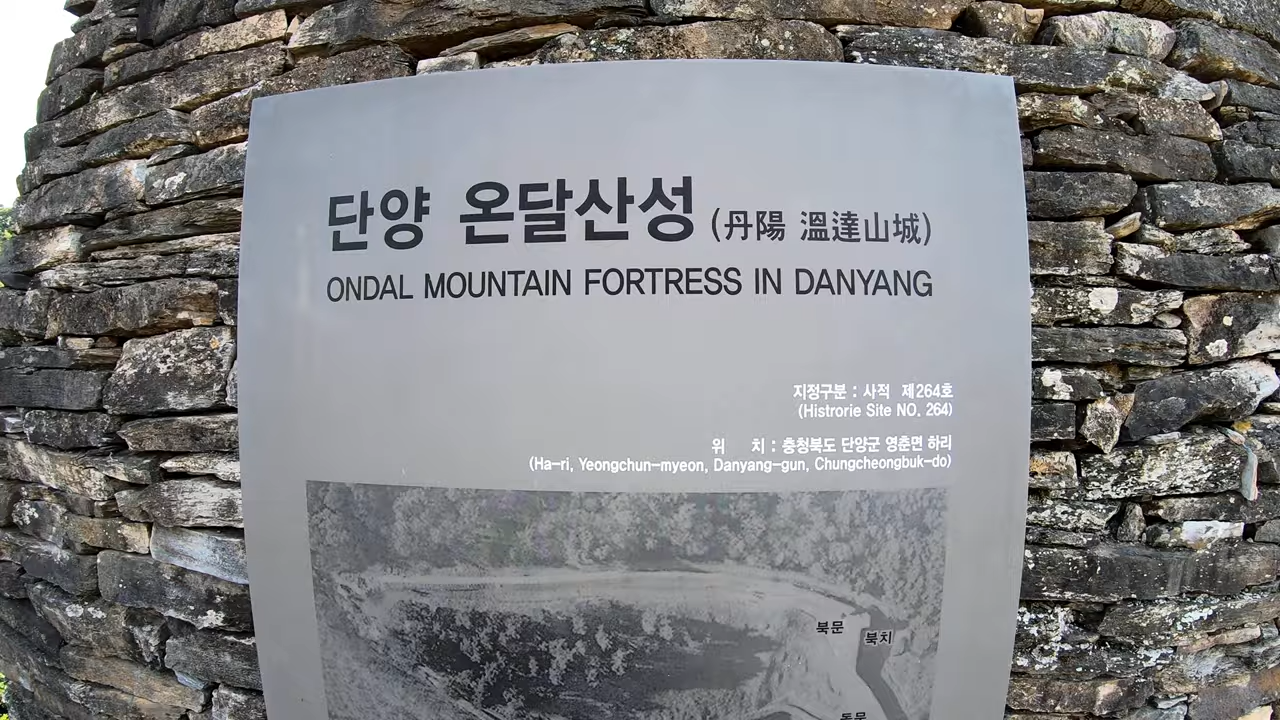 단양 온달산성 (丹陽 溫達山城)
ONDAL MOUNTAIN FORTRESS IN DANYANG
지정구분 : 사적 제264호
(Histrorie Site NO. 264)
위 치 : 충청북도 단양군 영춘면 하리
(Ha-ri, Yeongchun-myeon, Danyang-gun, Chungcheongbuk-do)
북문
북치